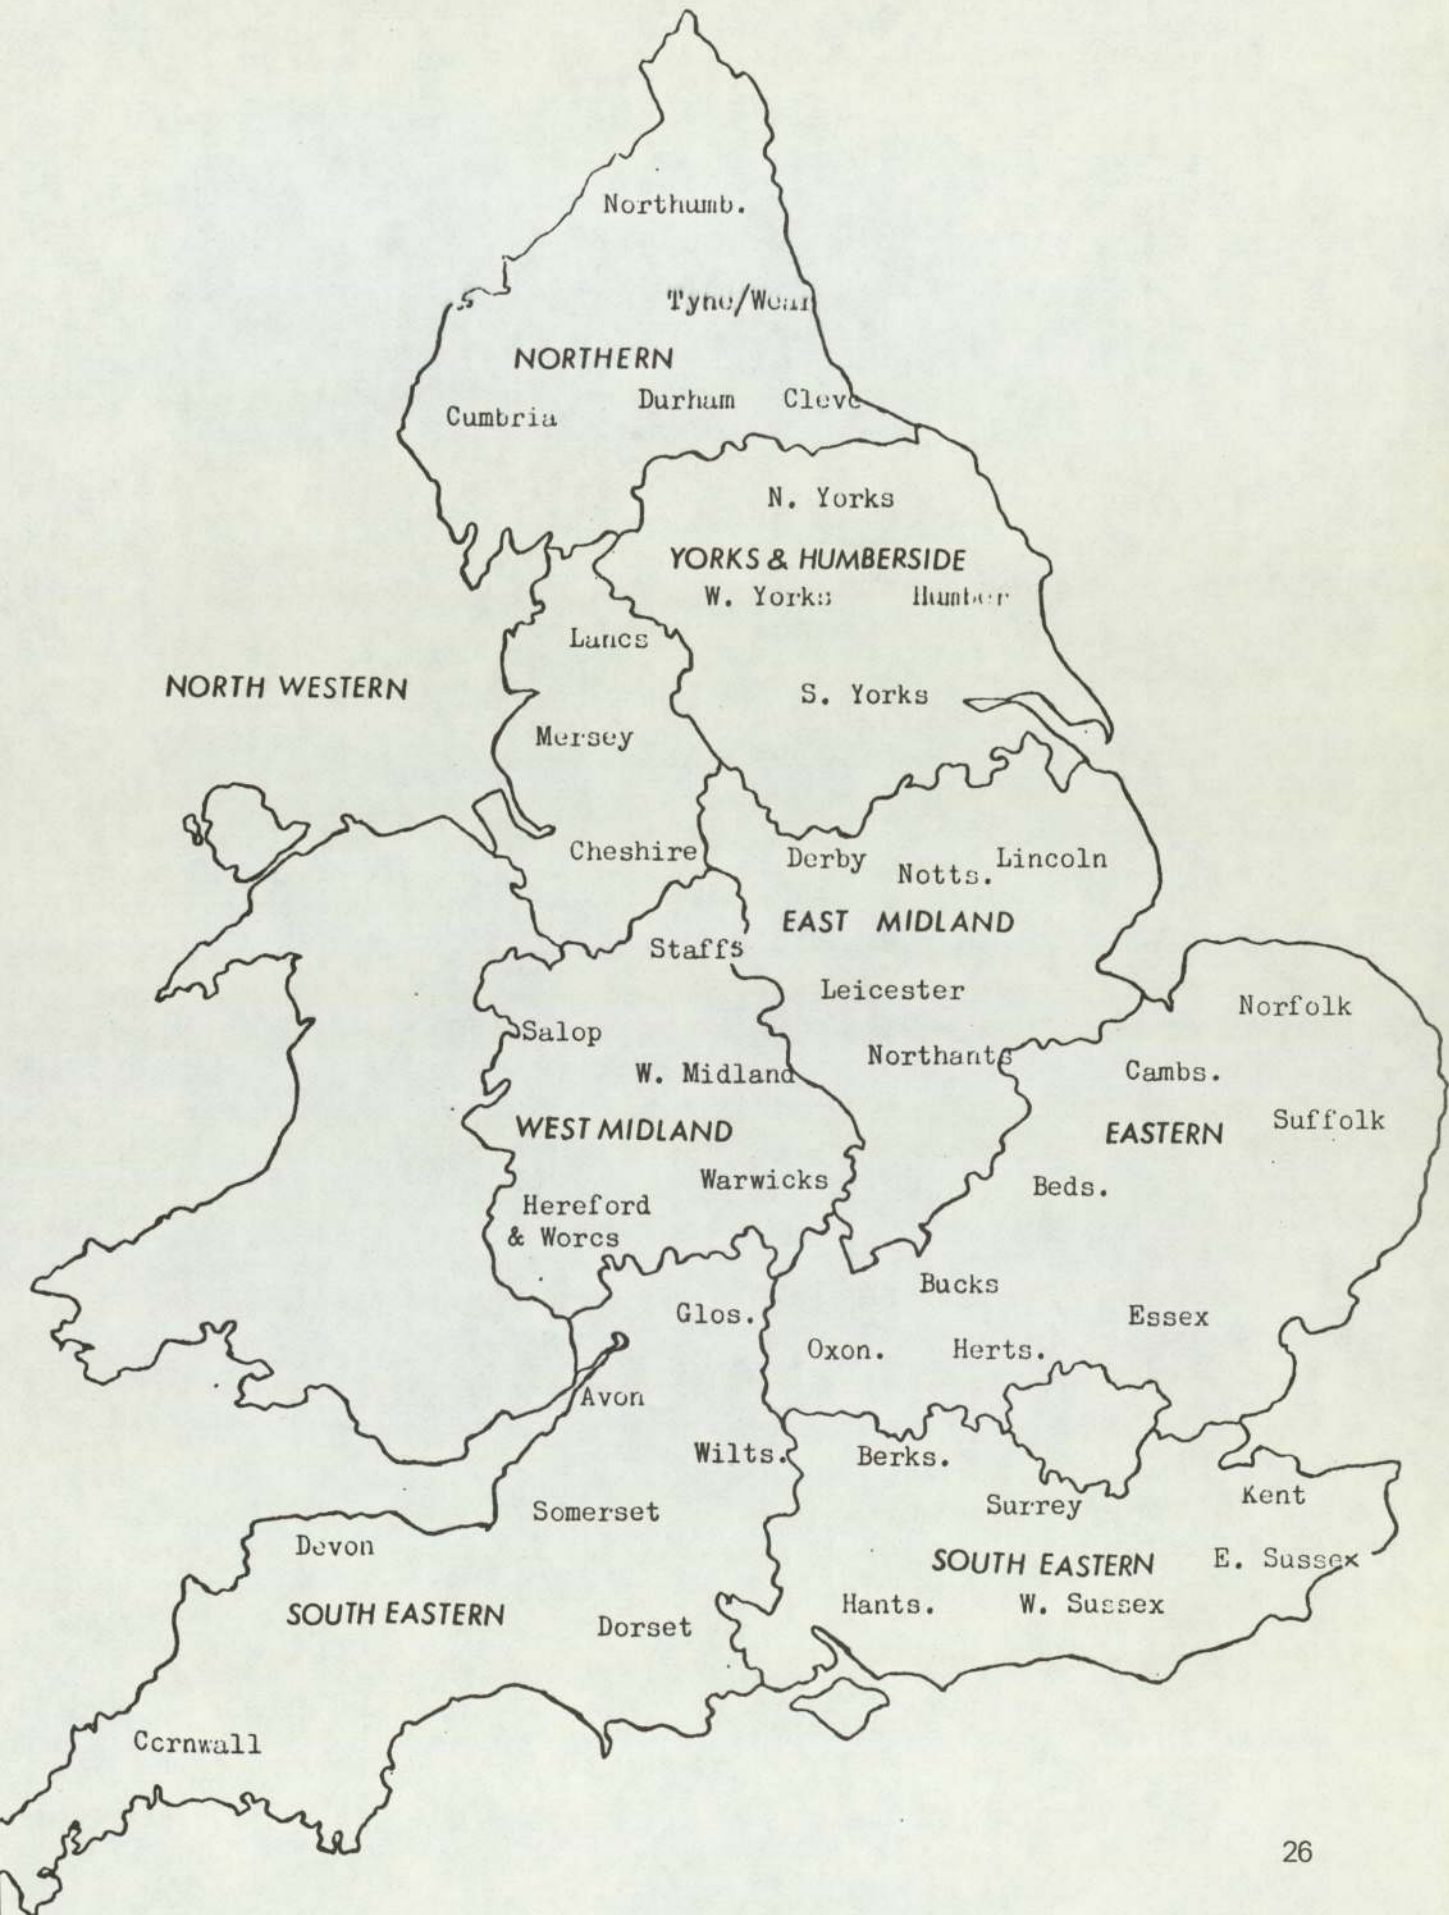 Northumb.
Tyne/Wear
NORTHERN
Durham Cleve
Cumbria
N. Yorks
YORKS & HUMBERSIDE
W. Yorks Humber
Lancs
NORTH WESTERN
S. Yorks
Mersey
Cheshire
Derby
Notts.
Lincoln
EAST MIDLAND
Staffs
Leicester
Norfolk
Salop
W. Midland
Northants
Cambs.
WEST MIDLAND
EASTERN
Suffolk
Warwicks
Beds.
Hereford
& Worcs
Bucks
Glos.
Essex
Oxon.
Herts.
Avon
Wilts.
Berks.
Surrey
Kent
Somerset
Devon
SOUTH EASTERN
E. Sussex
Hants.
W. Sussex
SOUTH EASTERN
Dorset
Cornwall
26